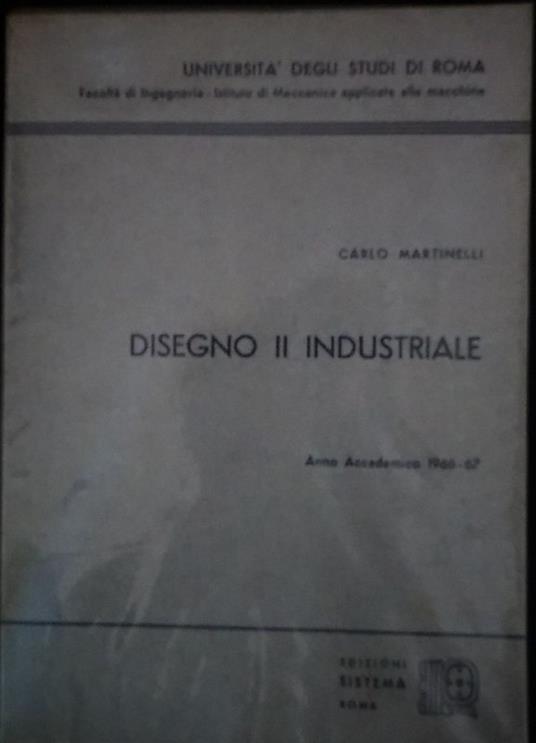 UNIVERSITA' DEGLI STUDI DI ROMA
Facoltà di Ingegneria - Istituto di Meccanica applicata alle macchine
CARLO MARTINELLI
DISEGNO II INDUSTRIALE
Anno Accademico 1966-67
EDIZIONI
SISTEMA
ROMA